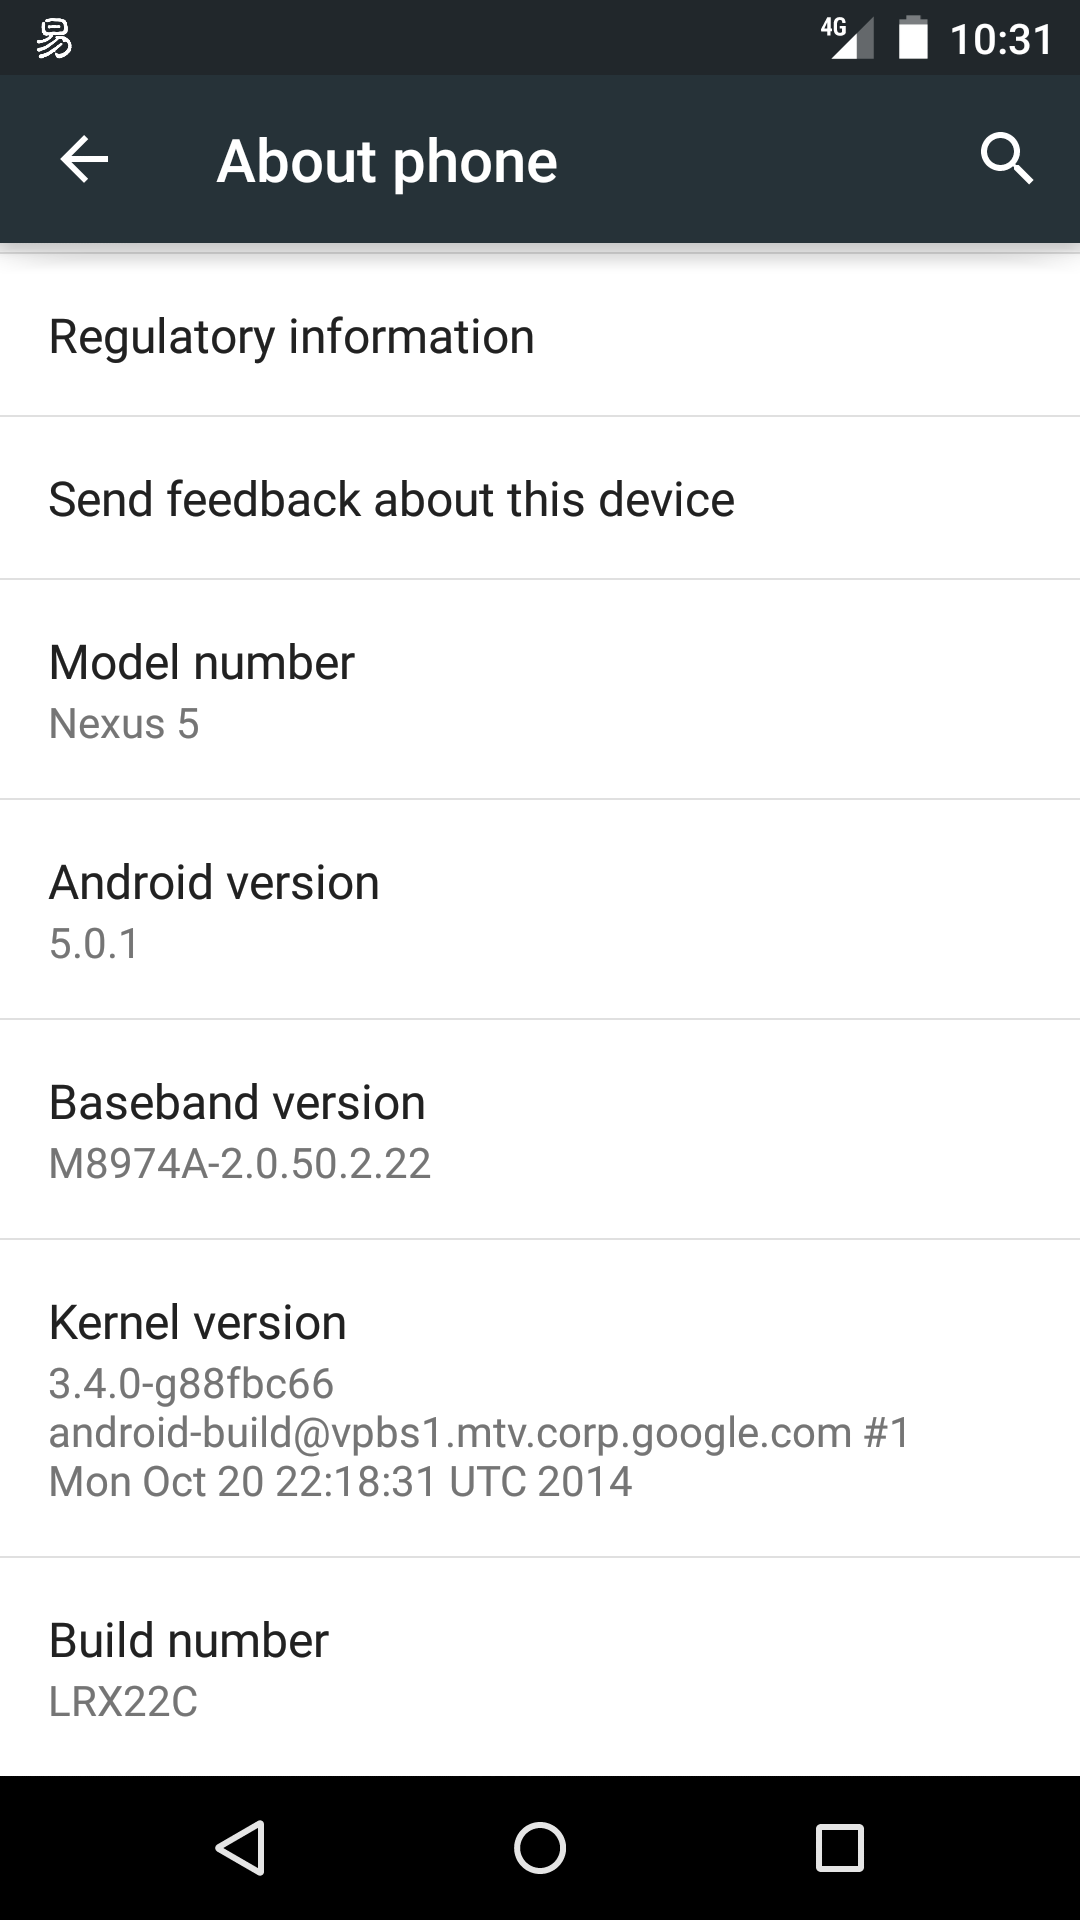 易
4G
10:31
About phone
Regulatory information
Send feedback about this device
Model number
Nexus 5
Android version
5.0.1
Baseband version
M8974A-2.0.50.2.22
Kernel version
3.4.0-g88fbc66
android-build@vpbs1.mtv.corp.google.com #1
Mon Oct 20 22:18:31 UTC 2014
Build number
LRX22C